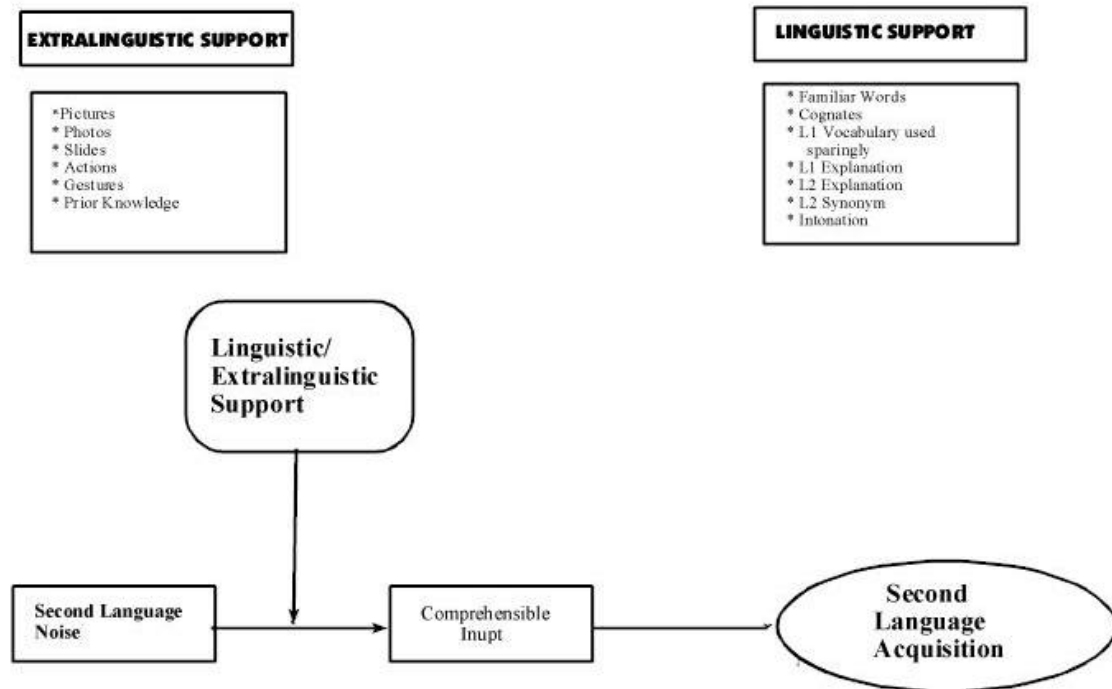 EXTRALINGUISTIC SUPPORT
LINGUISTIC SUPPORT
*Pictures
* Photos
* Slides
* Actions
* Gestures
* Prior Knowledge
* Familiar Words
* Cognates
* L1 Vocabulary used
sparingly
* L1 Explanation
* L2 Explanation
* L2 Synonym
* Intonation
Linguistic/
Extralinguistic
Support
Second Language
Noise
Comprehensible
Inupt
Second
Language
Acquisition